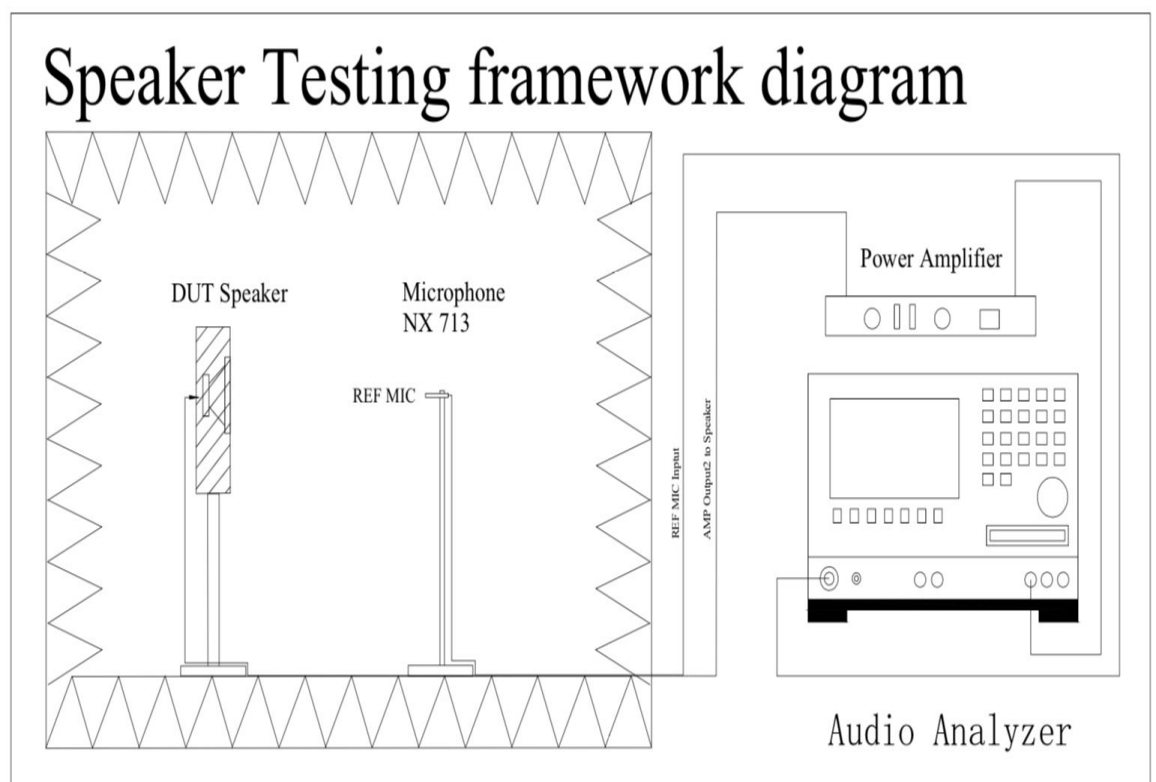 Speaker Testing framework diagram
Power Amplifier
DUT Speaker
Microphone
NX 713
REF MIC
REF MIC Inptut
AMP Output2 to Speaker
Audio Analyzer